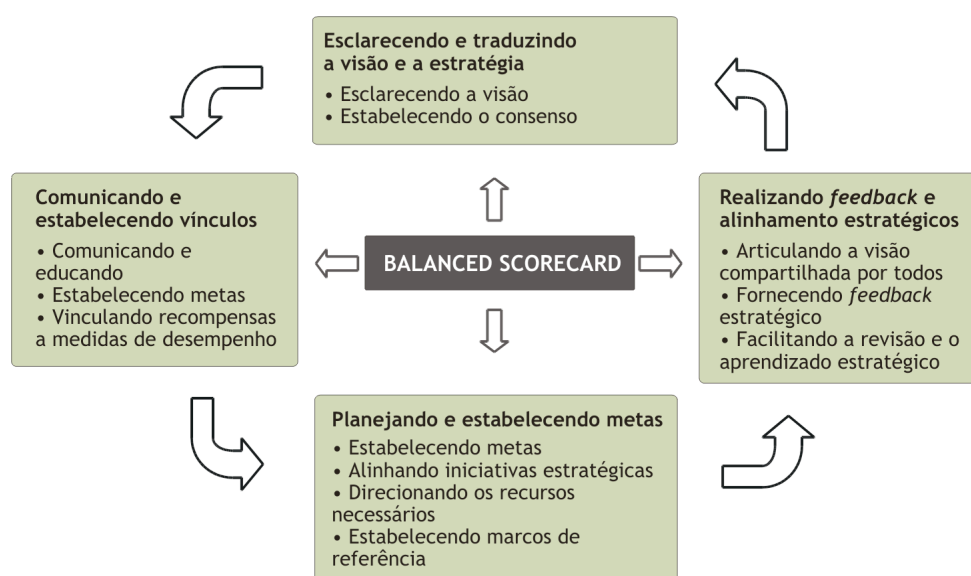 Esclarecendo e traduzindo
a visão e a estratégia
• Esclarecendo a visão
• Estabelecendo o consenso
Comunicando e
estabelecendo vínculos
• Comunicando e
educando
• Estabelecendo metas
• Vinculando recompensas
a medidas de desempenho
BALANCED SCORECARD
Realizando feedback e
alinhamento estratégicos
• Articulando a visão
compartilhada por todos
• Fornecendo feedback
estratégico
• Facilitando a revisão e o
aprendizado estratégico
Planejando e estabelecendo metas
• Estabelecendo metas
• Alinhando iniciativas estratégicas
• Direcionando os recursos
necessários
• Estabelecendo marcos de
referência